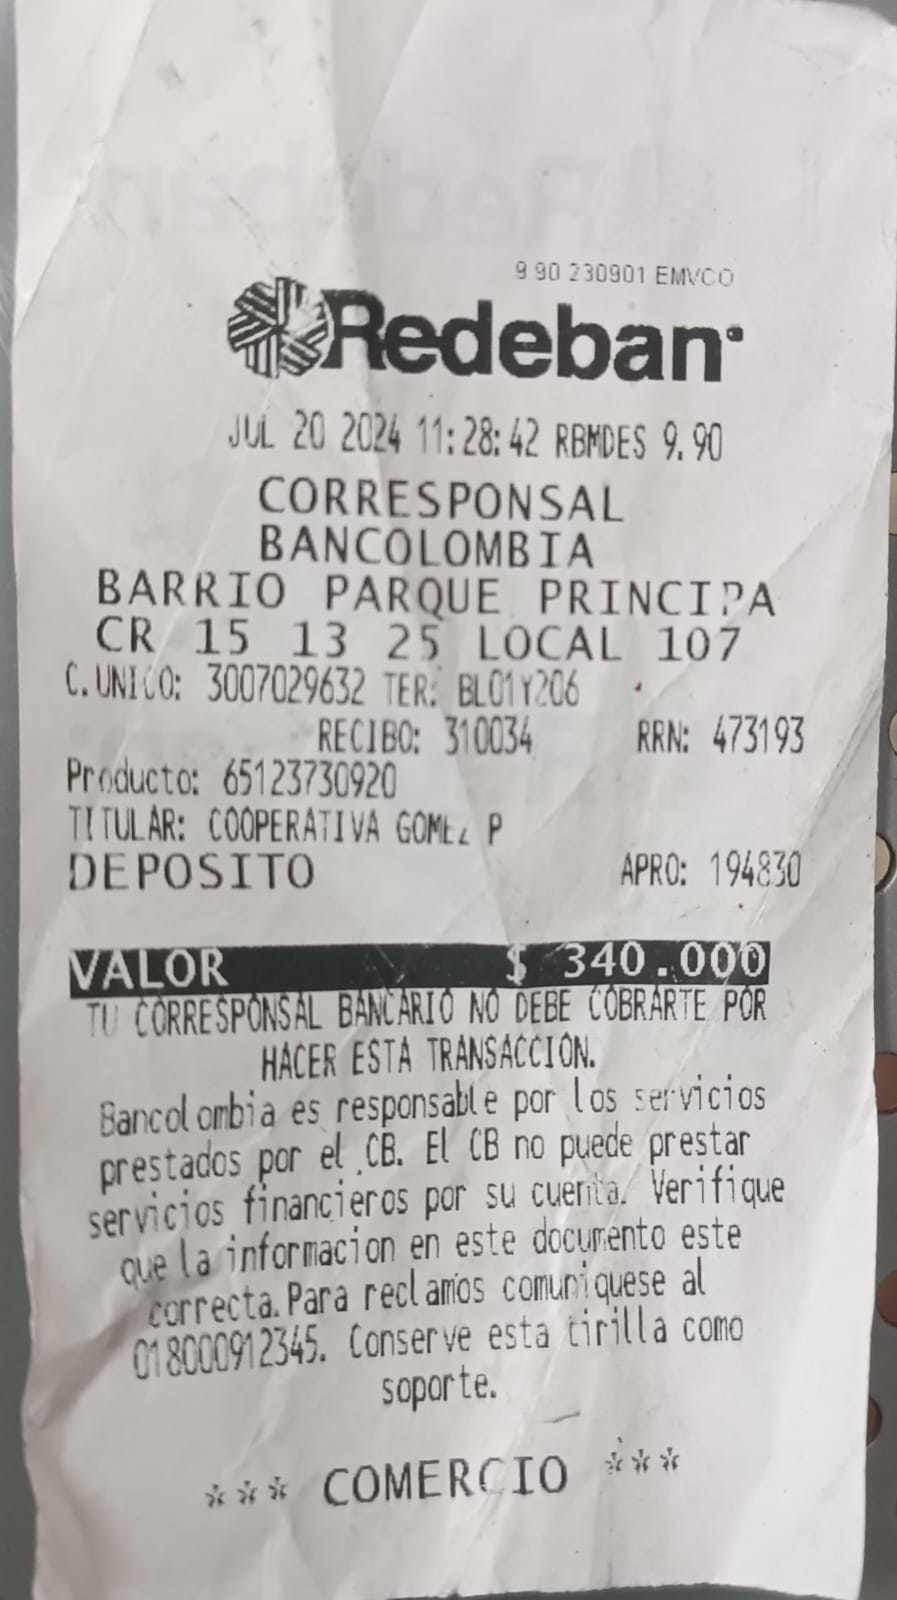 9 90 230901 EMVCO
Redeban
JUL 20 2024 11:28:42 RBMDES 9.90
CORRESPONSAL
BANCOLOMBIA
BARRIO PARQUE PRINCIPA
CR 15 13 25 LOCAL 107
C.UNICO: 3007029632 TER: BL01Y206
RECIBO: 310034 RRN: 473193
Producto: 65123730920
TITULAR: COOPERATIVA GOMEZ P
DEPOSITO APRO: 194830
VALOR $ 340.000
TU CORRESPONSAL BANCARIO NO DEBE COBRARTE POR
HACER ESTA TRANSACCION.
Bancolombia es responsable por los servicios
prestados por el CB. El CB no puede prestar
servicios financieros por su cuenta. Verifique
que la informacion en este documento este
correcta. Para reclamos comuniquese al
018000912345. Conserve esta tirilla como
soporte.
*** COMERCIO ***